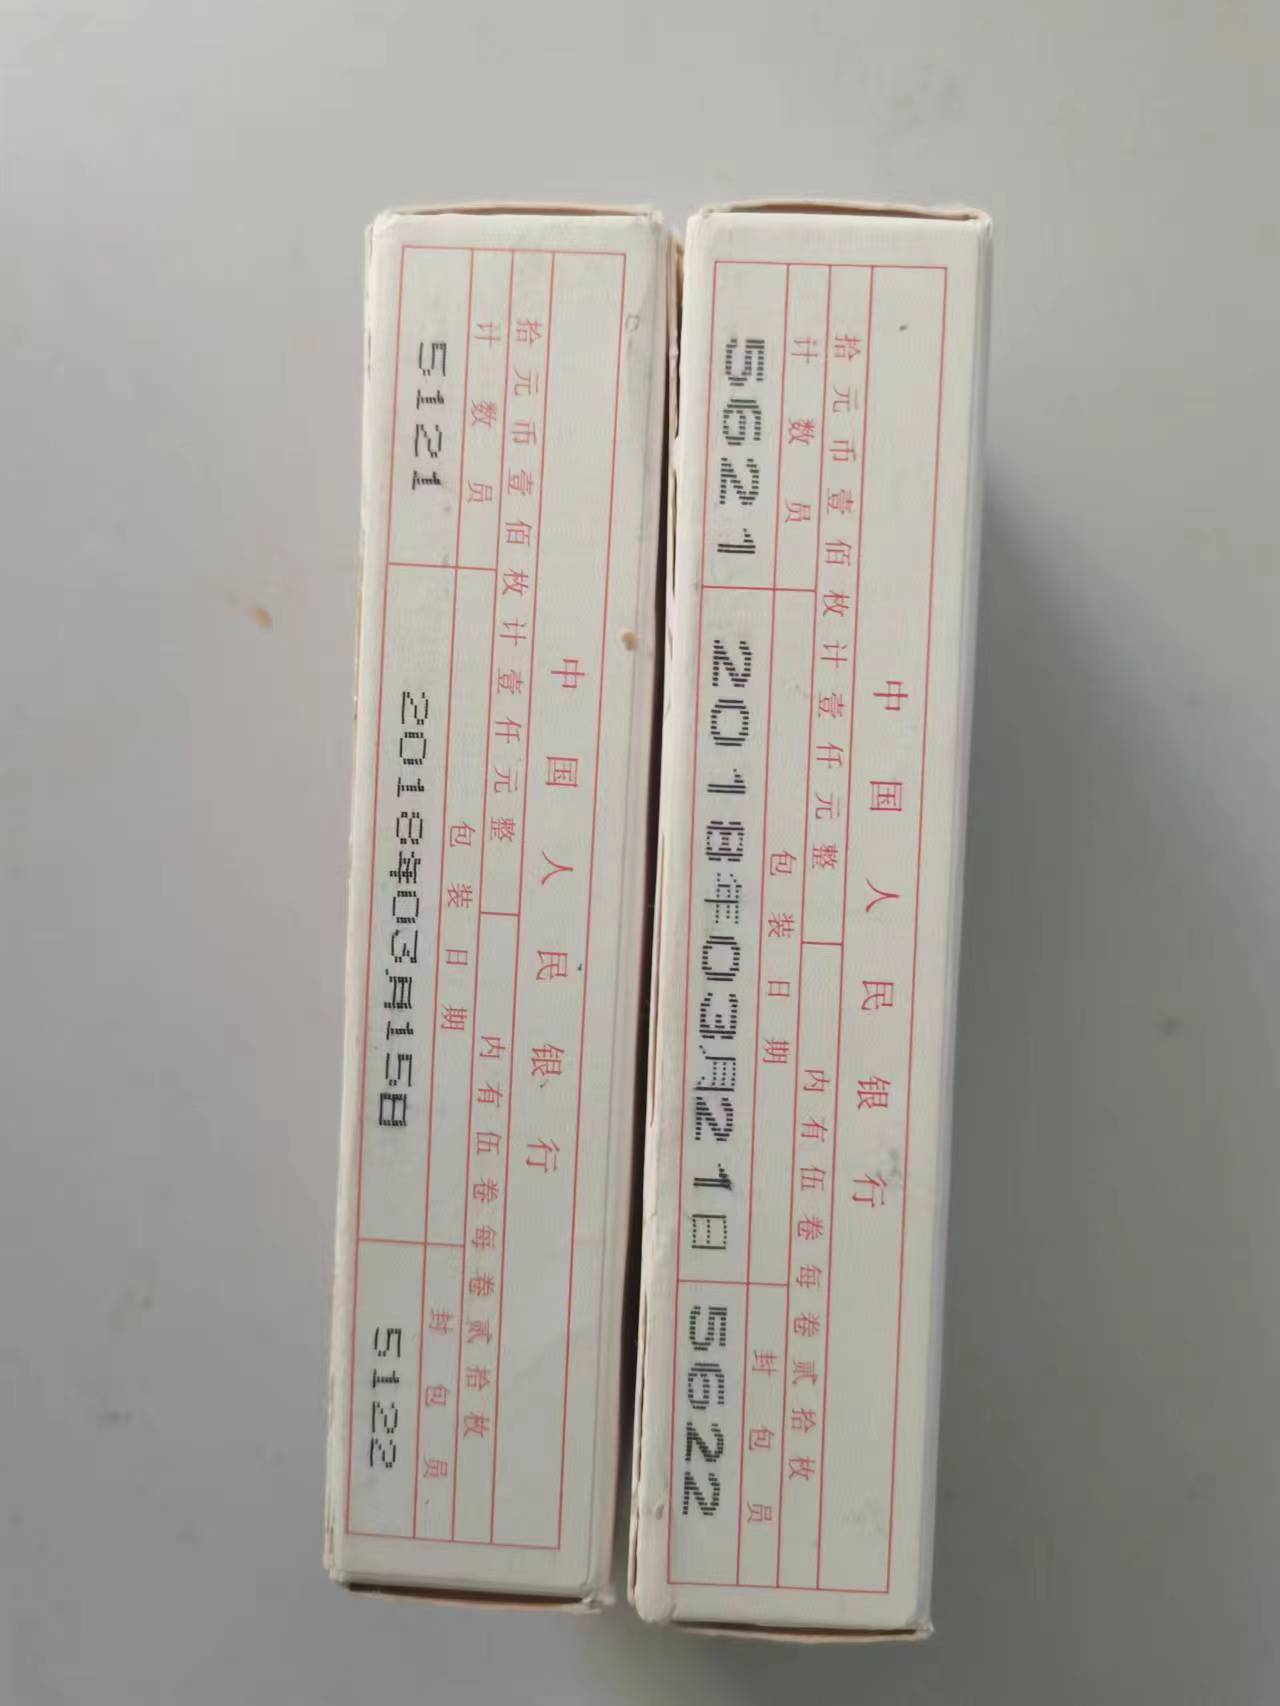 中国人民银行
拾元币壹佰枚计壹仟元整 内有伍卷每卷贰拾枚
计数员 包装日期 封包员
5121 2018年03月15日 5122
中国人民银行
拾元币壹佰枚计壹仟元整 内有伍卷每卷贰拾枚
计数员 包装日期 封包员
5621 2018年03月21日 5622